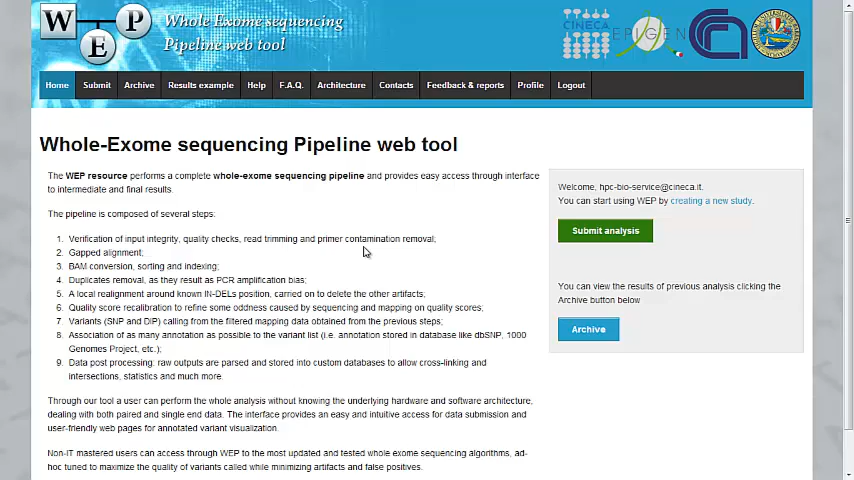 W E P
Whole Exome sequencing
Pipeline web tool
CINECA
EPIGEN
Home Submit Archive Results example Help F.A.Q. Architecture Contacts Feedback & reports Profile Logout
Whole-Exome sequencing Pipeline web tool
The WEP resource performs a complete whole-exome sequencing pipeline and provides easy access through interface
to intermediate and final results.
The pipeline is composed of several steps:
1. Verification of input integrity, quality checks, read trimming and primer contamination removal;
2. Gapped alignment;
3. BAM conversion, sorting and indexing;
4. Duplicates removal, as they result as PCR amplification bias;
5. A local realignment around known IN-DELs position, carried on to delete the other artifacts;
6. Quality score recalibration to refine some oddness caused by sequencing and mapping on quality scores;
7. Variants (SNP and DIP) calling from the filtered mapping data obtained from the previous steps;
8. Association of as many annotation as possible to the variant list (i.e. annotation stored in database like dbSNP, 1000
Genomes Project, etc.);
9. Data post processing: raw outputs are parsed and stored into custom databases to allow cross-linking and
intersections, statistics and much more.
Through our tool a user can perform the whole analysis without knowing the underlying hardware and software architecture,
dealing with both paired and single end data. The interface provides an easy and intuitive access for data submission and
user-friendly web pages for annotated variant visualization.
Non-IT mastered users can access through WEP to the most updated and tested whole exome sequencing algorithms, ad-
hoc tuned to maximize the quality of variants called while minimizing artifacts and false positives.
Welcome, hpc-bio-service@cineca.it.
You can start using WEP by creating a new study.
Submit analysis
You can view the results of previous analysis clicking the
Archive button below
Archive